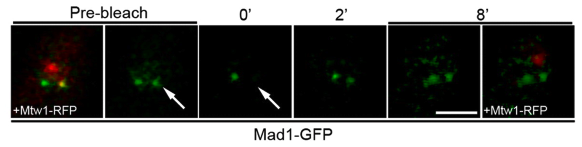 Pre-bleach 0’ 2’ 8’
+Mtw1-RFP +Mtw1-RFP
Mad1-GFP